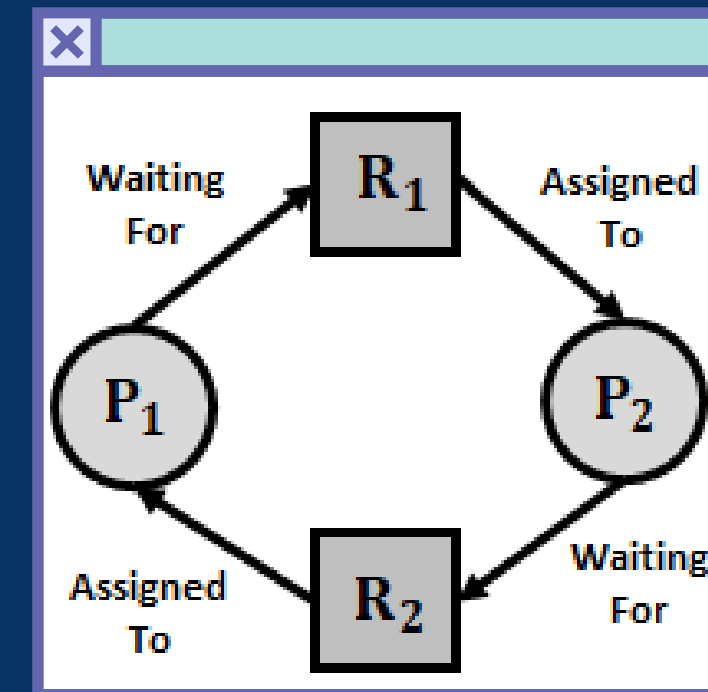 Waiting
For
R₁
Assigned
To
P₁
P₂
Assigned
To
R₂
Waiting
For